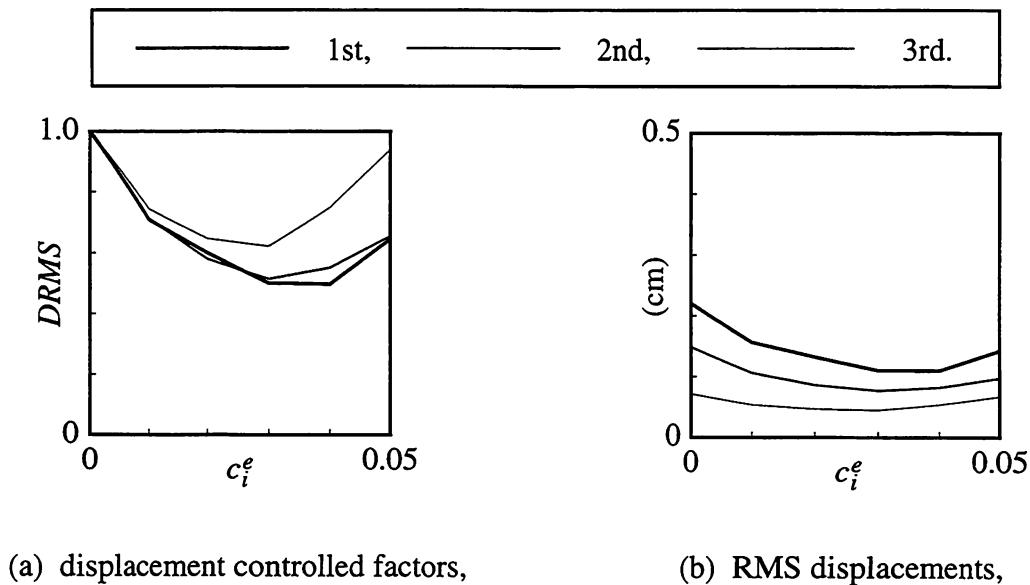 1st, 2nd, 3rd.
1.0
DRMS
0
0
c_i^e
0.05
0.5
(cm)
0
0
c_i^e
0.05
(a) displacement controlled factors,
(b) RMS displacements,